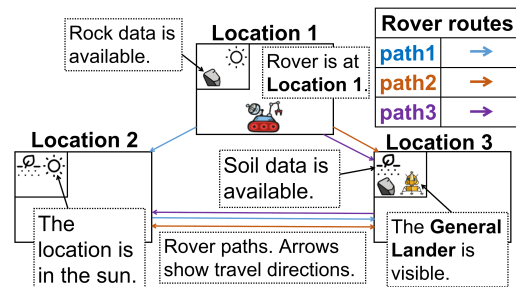 Location 1
Rover routes
path1
path2
path3
Rock data is
available.
Rover is at
Location 1.
Location 2
Location 3
Soil data is
available.
The
location is
in the sun.
Rover paths. Arrows
show travel directions.
The General
Lander is
visible.